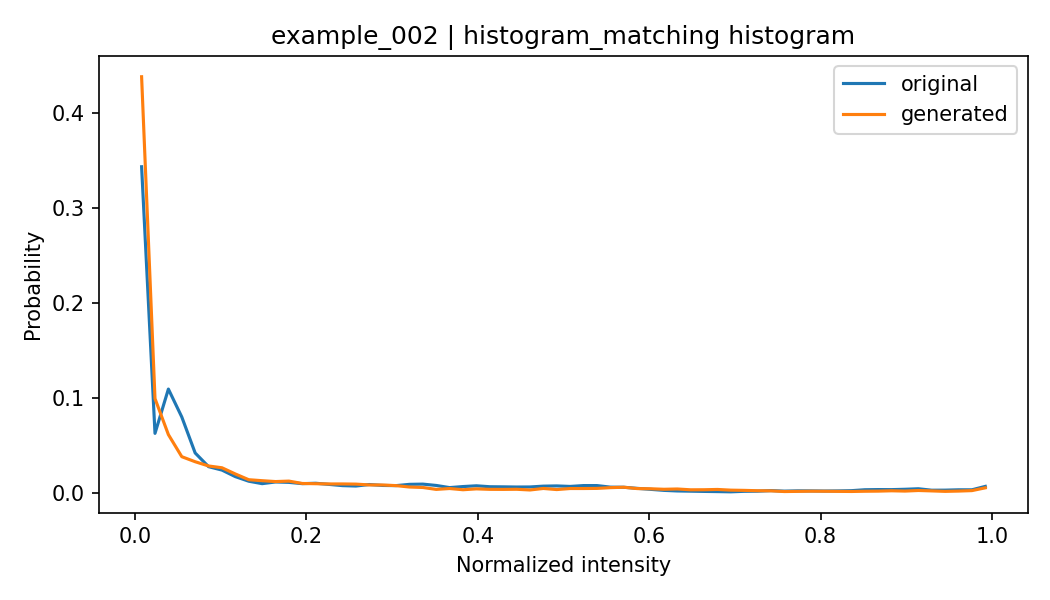 example_002 | histogram_matching histogram
original
generated
Probability
0.4
0.3
0.2
0.1
0.0
0.0 0.2 0.4 0.6 0.8 1.0
Normalized intensity